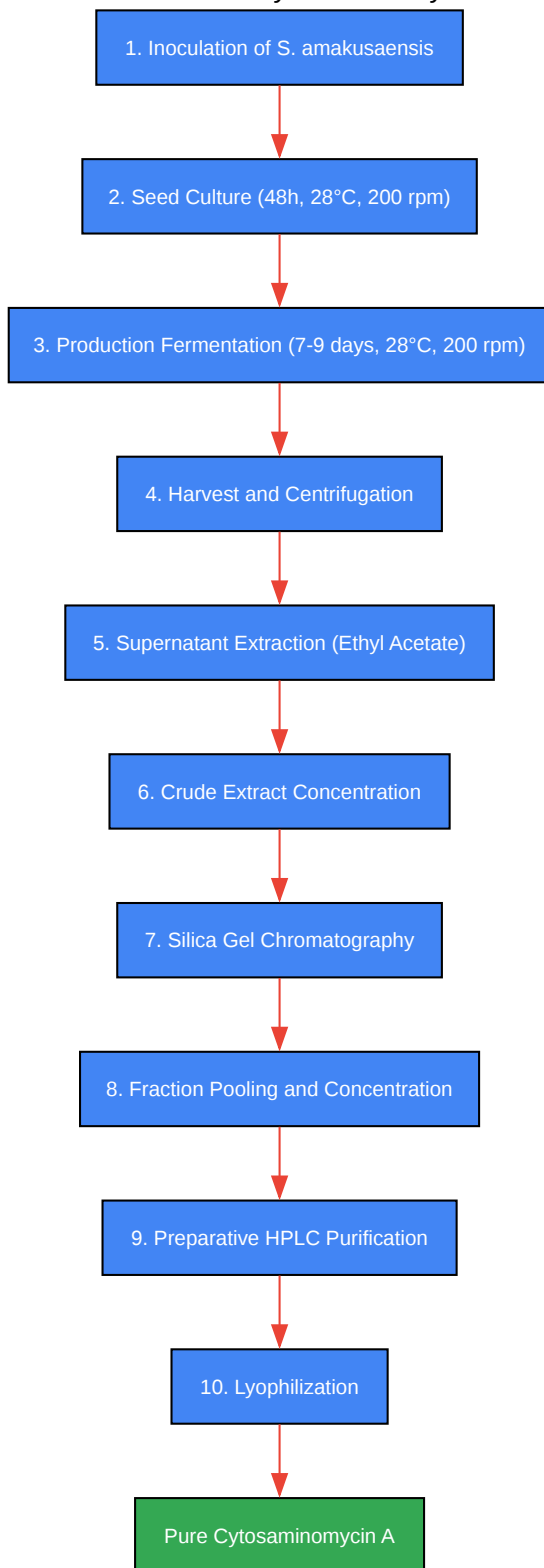 1. Inoculation of S. amakusaensis
2. Seed Culture (48h, 28°C, 200 rpm)
3. Production Fermentation (7-9 days, 28°C, 200 rpm)
4. Harvest and Centrifugation
5. Supernatant Extraction (Ethyl Acetate)
6. Crude Extract Concentration
7. Silica Gel Chromatography
8. Fraction Pooling and Concentration
9. Preparative HPLC Purification
10. Lyophilization
Pure Cytosaminomycin A